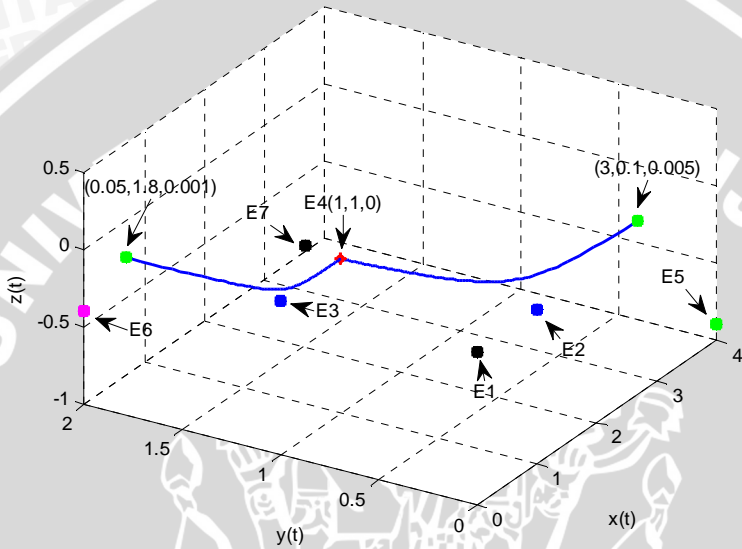 0.5
(0.05,1.8,0.001)
(3,0.1,0.005)
E7
E4(1,1,0)
0
z(t)
E5
E3
-0.5
E6
E2
4
E1
3
-1
2
2
1.5
1
1
0.5
0
0
y(t)
x(t)